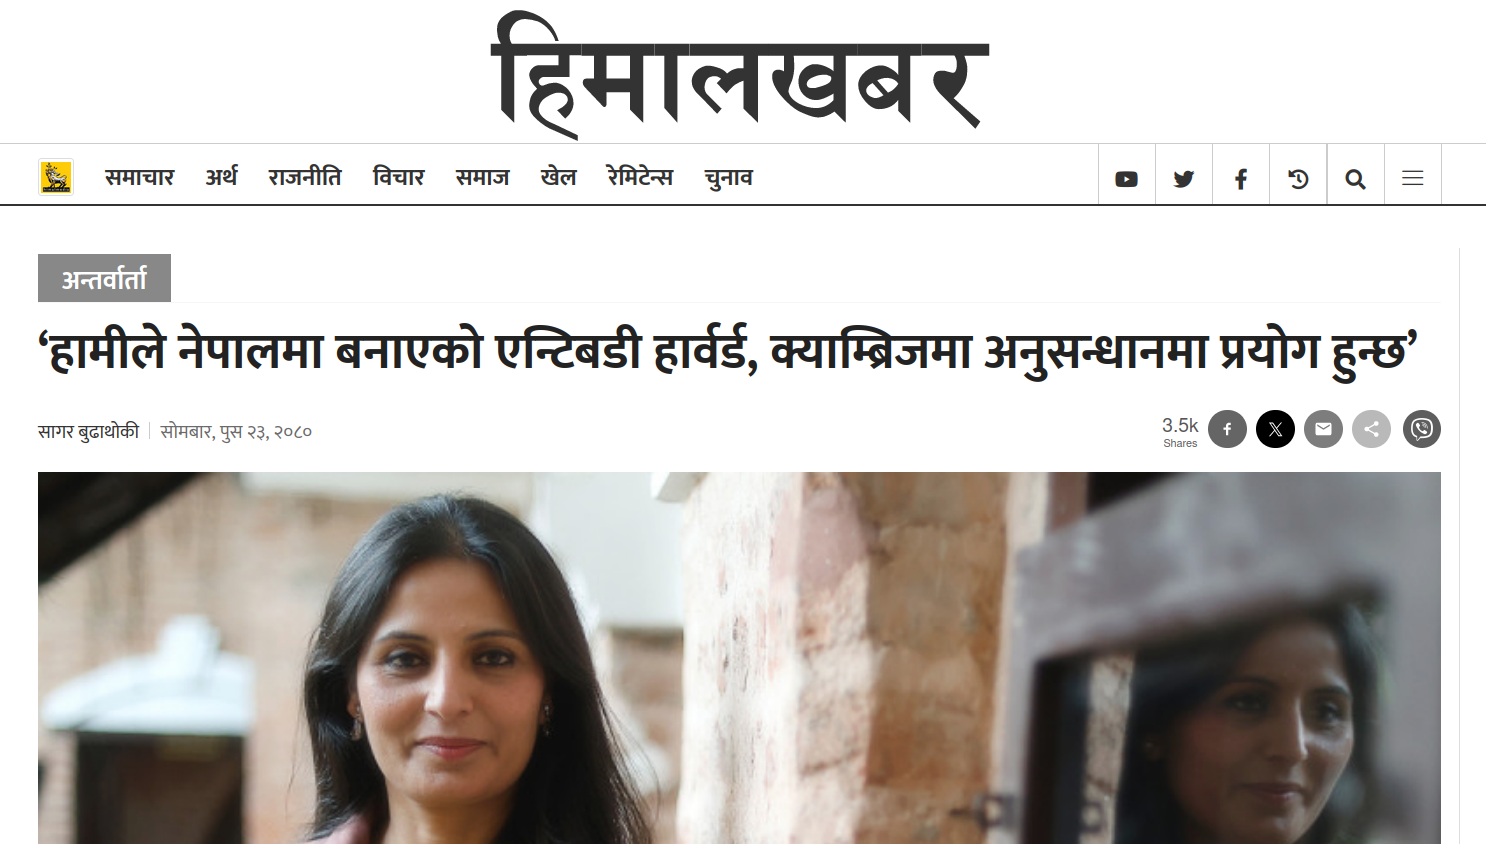 हिमालखबर
समाचार अर्थ राजनीति विचार समाज खेल रेमिटेन्स चुनाव
अन्तर्वार्ता
‘हामीले नेपालमा बनाएको एन्टिबडी हार्वर्ड, क्याम्ब्रिजमा अनुसन्धानमा प्रयोग हुन्छ’
सागर बुढाथोकी सोमबार, पुस २३, २०८०
3.5k
Shares